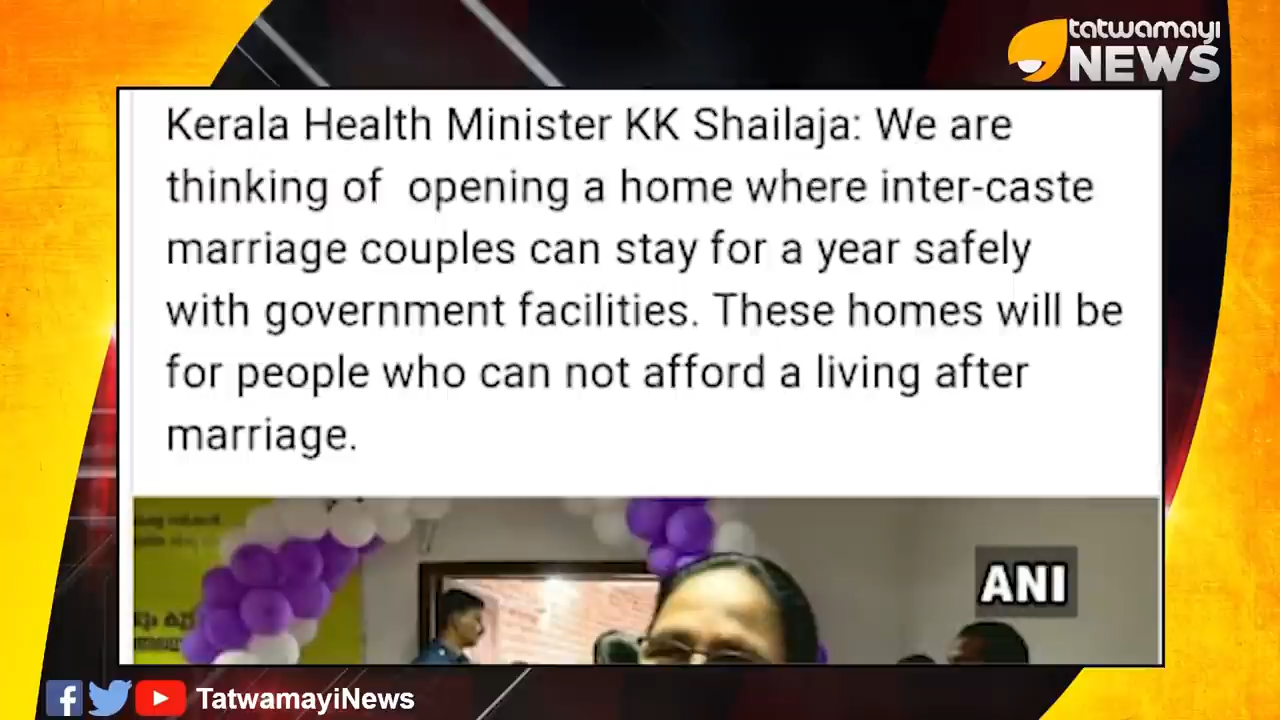 tatwamayi
NEWS
Kerala Health Minister KK Shailaja: We are
thinking of opening a home where inter-caste
marriage couples can stay for a year safely
with government facilities. These homes will be
for people who can not afford a living after
marriage.
ANI
TatwamayiNews